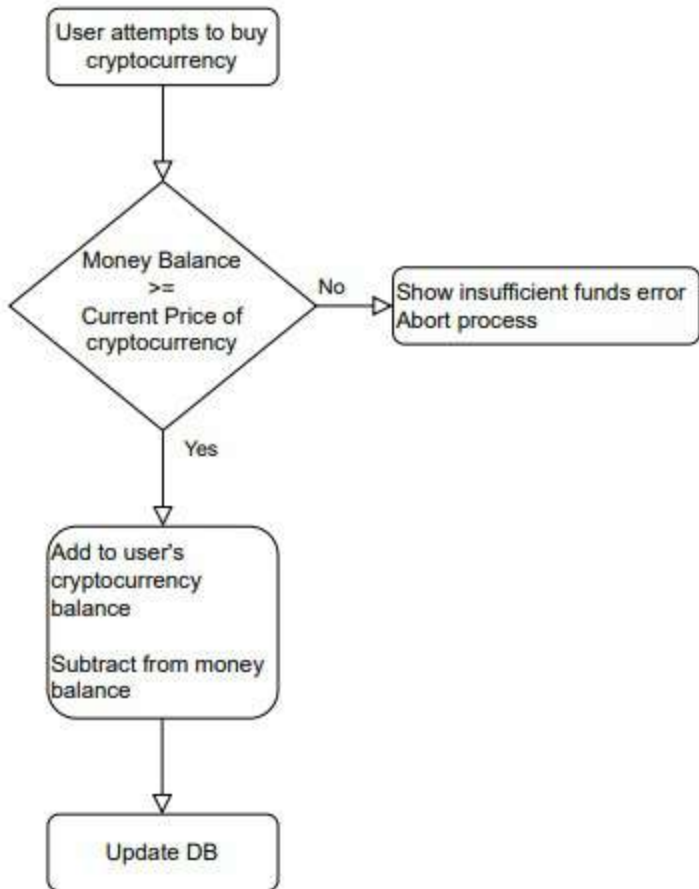 User attempts to buy
cryptocurrency
Money Balance
>=
Current Price of
cryptocurrency
No
Show insufficient funds error
Abort process
Yes
Add to user's
cryptocurrency
balance
Subtract from money
balance
Update DB